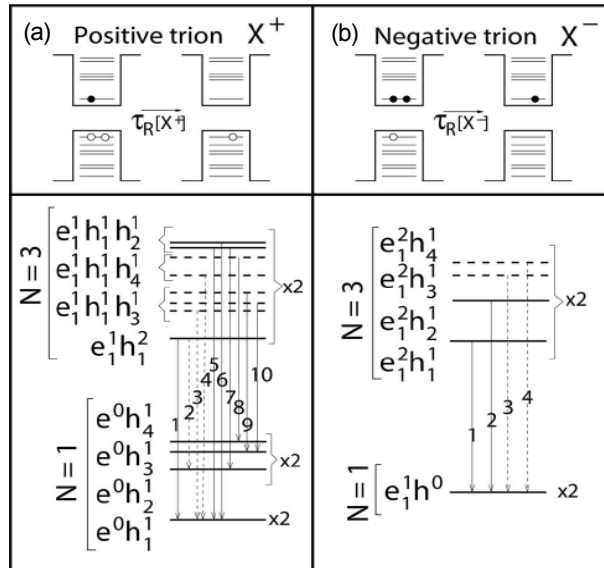 (a) Positive trion X⁺
τ_R[X⁺]
(b) Negative trion X⁻
τ_R[X⁻]
N = 3
e₁¹h₁¹h₂¹
e₁¹h₁¹h₄¹
e₁¹h₁¹h₃¹
e₁¹h₁²
x2
1 2 3 4 5 6 7 8 9 10
N = 1
e⁰h₄¹
e⁰h₃¹
e⁰h₂¹
e⁰h₁¹
x2
x2
N = 3
e₁²h₄¹
e₁²h₃¹
e₁²h₂¹
e₁²h₁¹
x2
1 2 3 4
N = 1
e₁¹h⁰
x2